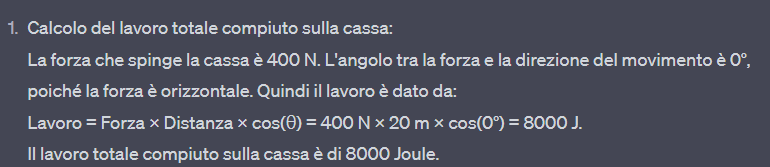 1. Calcolo del lavoro totale compiuto sulla cassa:
La forza che spinge la cassa è 400 N. L'angolo tra la forza e la direzione del movimento è 0°,
poiché la forza è orizzontale. Quindi il lavoro è dato da:
Lavoro = Forza × Distanza × cos(θ) = 400 N × 20 m × cos(0°) = 8000 J.
Il lavoro totale compiuto sulla cassa è di 8000 Joule.